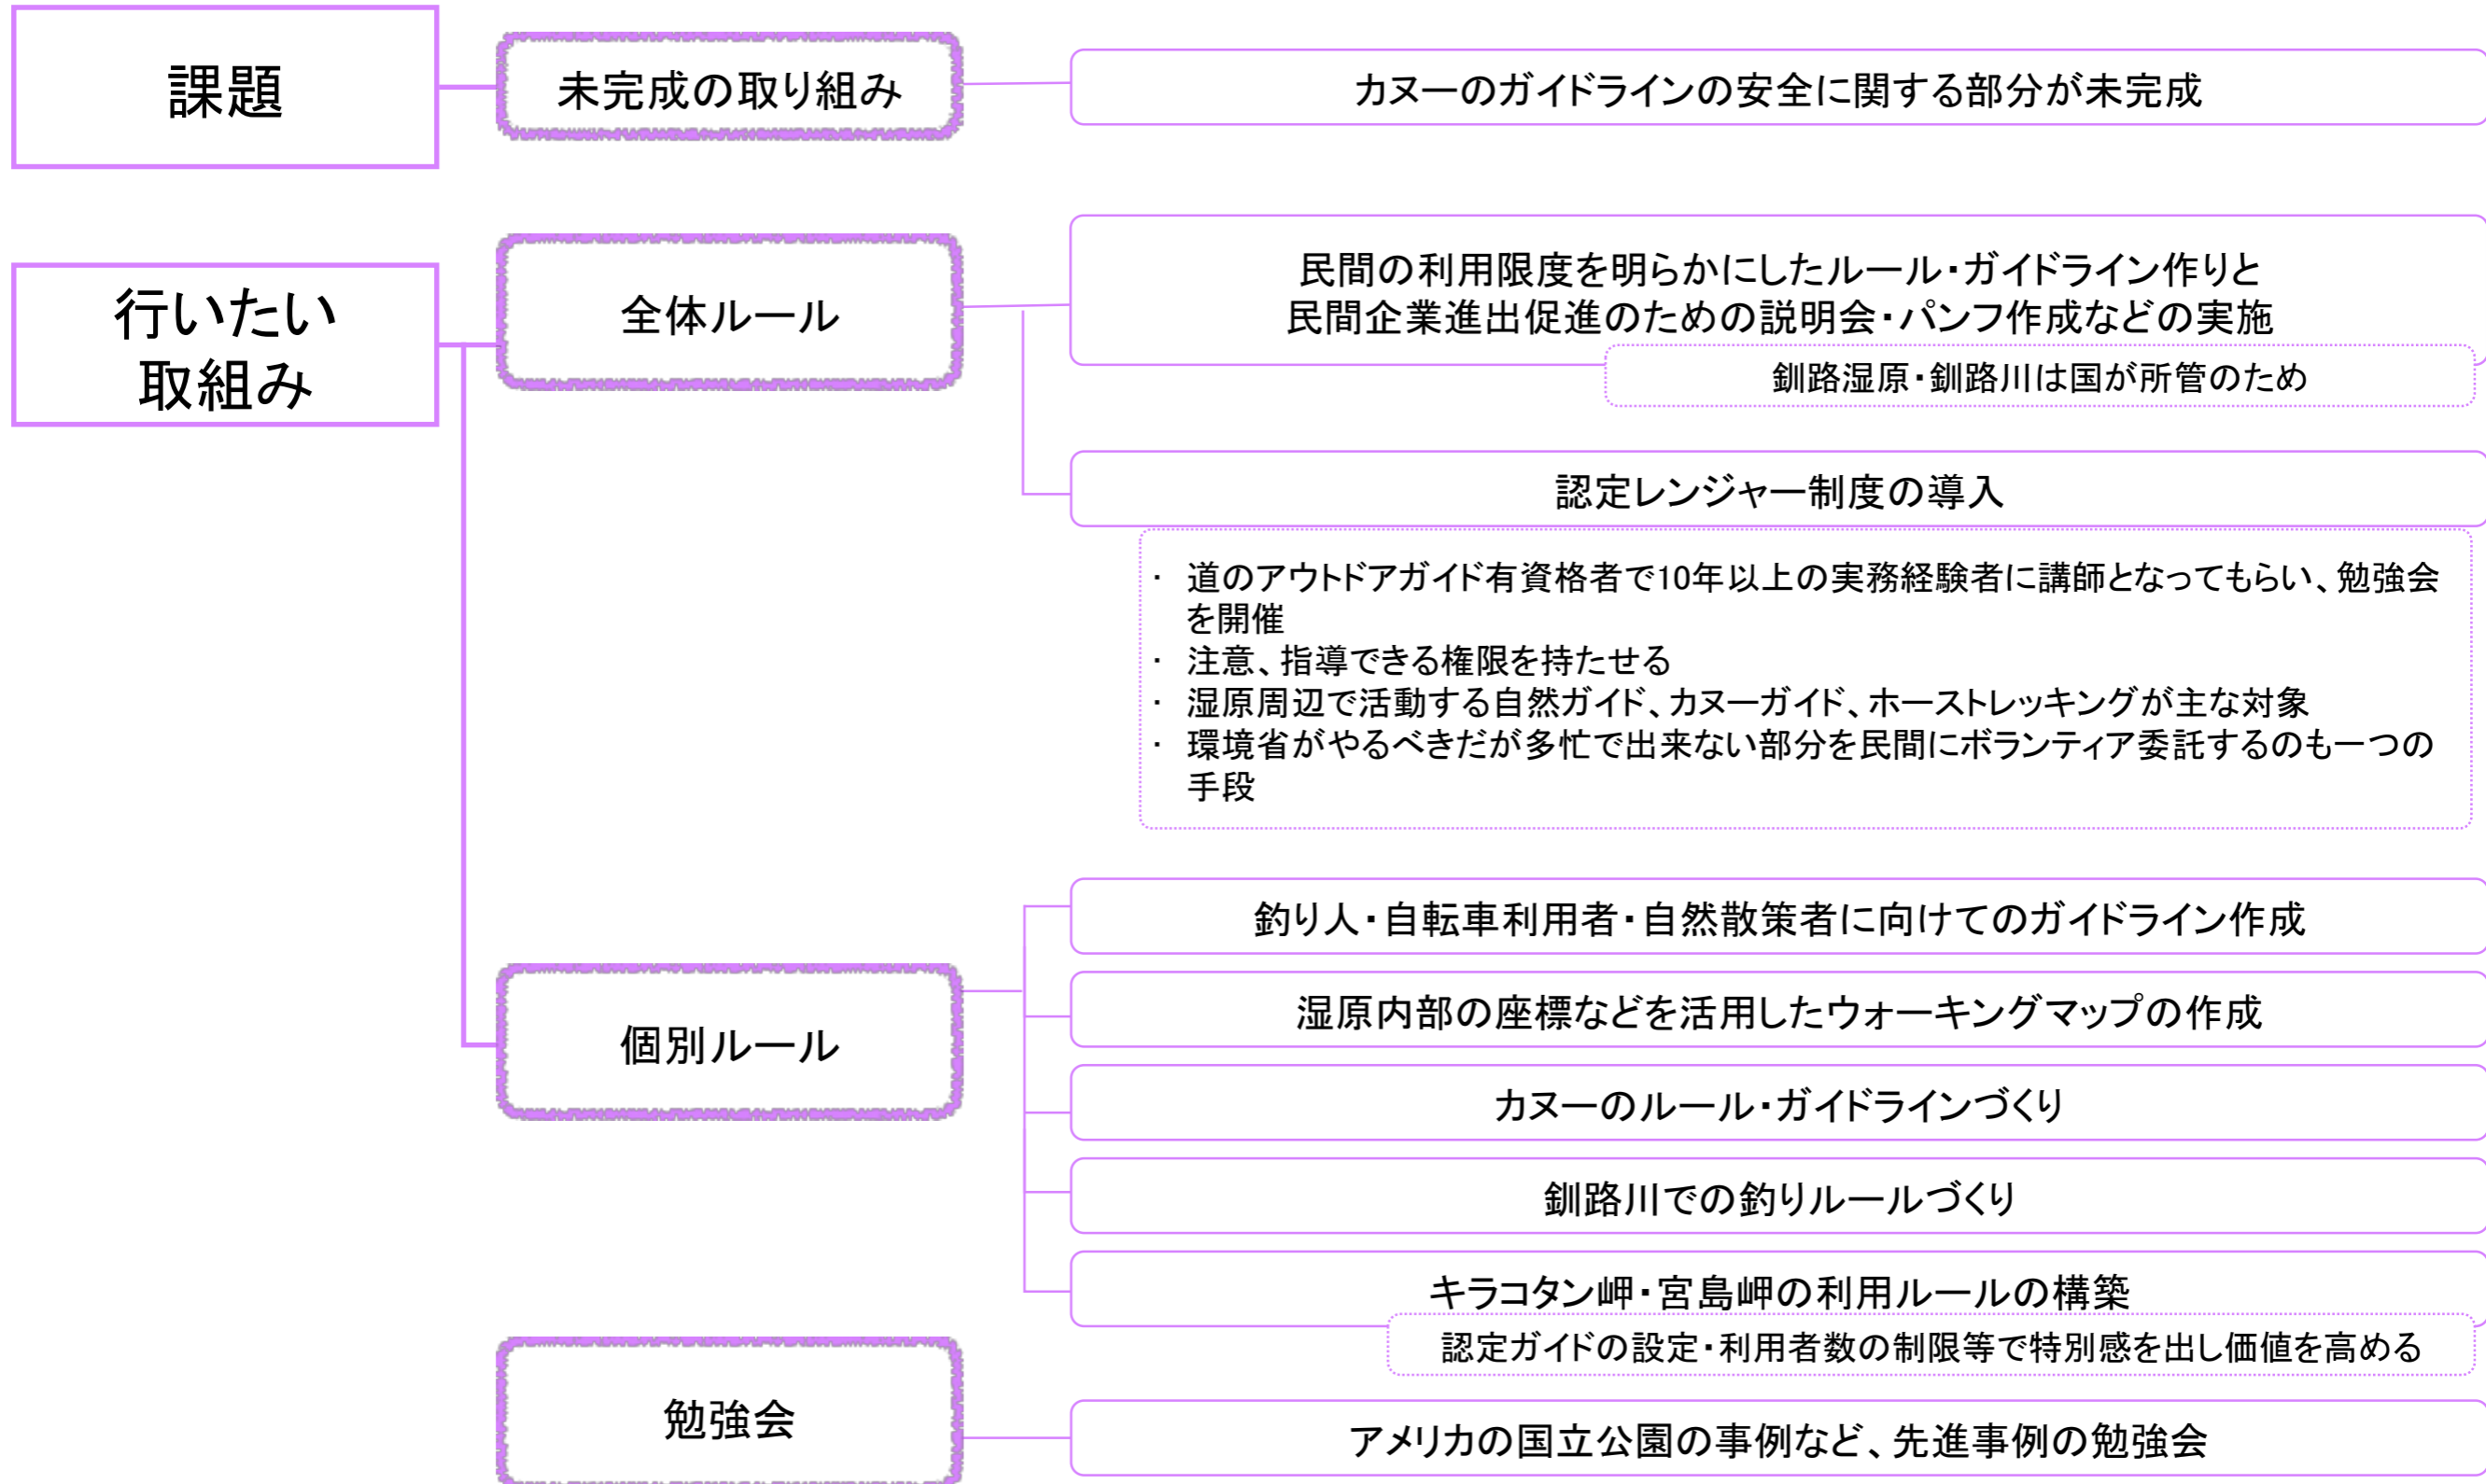 課題
未完成の取り組み
カヌーのガイドラインの安全に関する部分が未完成
行いたい
取組み
全体ルール
民間の利用限度を明らかにしたルール・ガイドライン作りと
民間企業進出促進のための説明会・パンフ作成などの実施
釧路湿原・釧路川は国が所管のため
認定レンジャー制度の導入
・ 道のアウトドアガイド有資格者で10年以上の実務経験者に講師となってもらい、勉強会
を開催
・ 注意、指導できる権限を持たせる
・ 湿原周辺で活動する自然ガイド、カヌーガイド、ホーストレッキングが主な対象
・ 環境省がやるべきだが多忙で出来ない部分を民間にボランティア委託するのも一つの
手段
個別ルール
釣り人・自転車利用者・自然散策者に向けてのガイドライン作成
湿原内部の座標などを活用したウォーキングマップの作成
カヌーのルール・ガイドラインづくり
釧路川での釣りルールづくり
キラコタン岬・宮島岬の利用ルールの構築
認定ガイドの設定・利用者数の制限等で特別感を出し価値を高める
勉強会
アメリカの国立公園の事例など、先進事例の勉強会